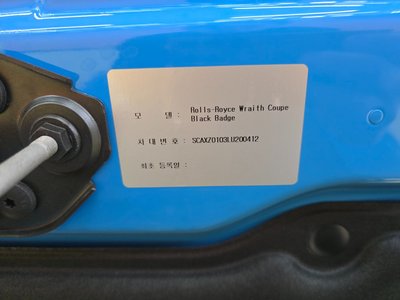 모 델 : Rolls-Royce Wraith Coupe
Black Badge
차 대 번 호 : SCAXZ0103LU200412
최초 등록일 :